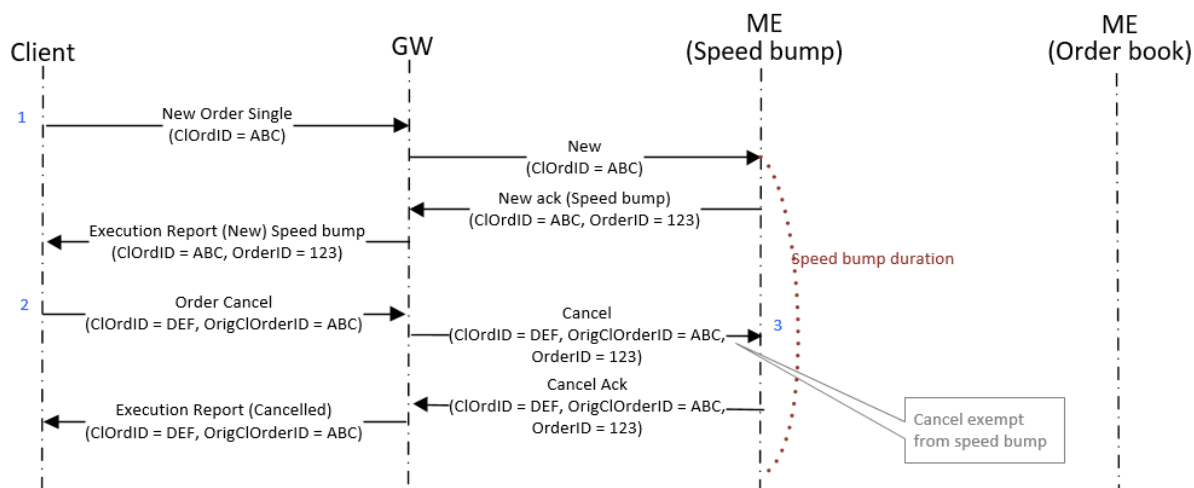 Client
GW
ME
(Speed bump)
ME
(Order book)
1
New Order Single
(ClOrdID = ABC)
New
(ClOrdID = ABC)
New ack (Speed bump)
(ClOrdID = ABC, OrderID = 123)
Execution Report (New) Speed bump
(ClOrdID = ABC, OrderID = 123)
Speed bump duration
2
Order Cancel
(ClOrdID = DEF, OrigClOrderID = ABC)
Cancel
(ClOrdID = DEF, OrigClOrderID = ABC,
OrderID = 123)
3
Cancel Ack
(ClOrdID = DEF, OrigClOrderID = ABC,
OrderID = 123)
Execution Report (Cancelled)
(ClOrdID = DEF, OrigClOrderID = ABC)
Cancel exempt
from speed bump